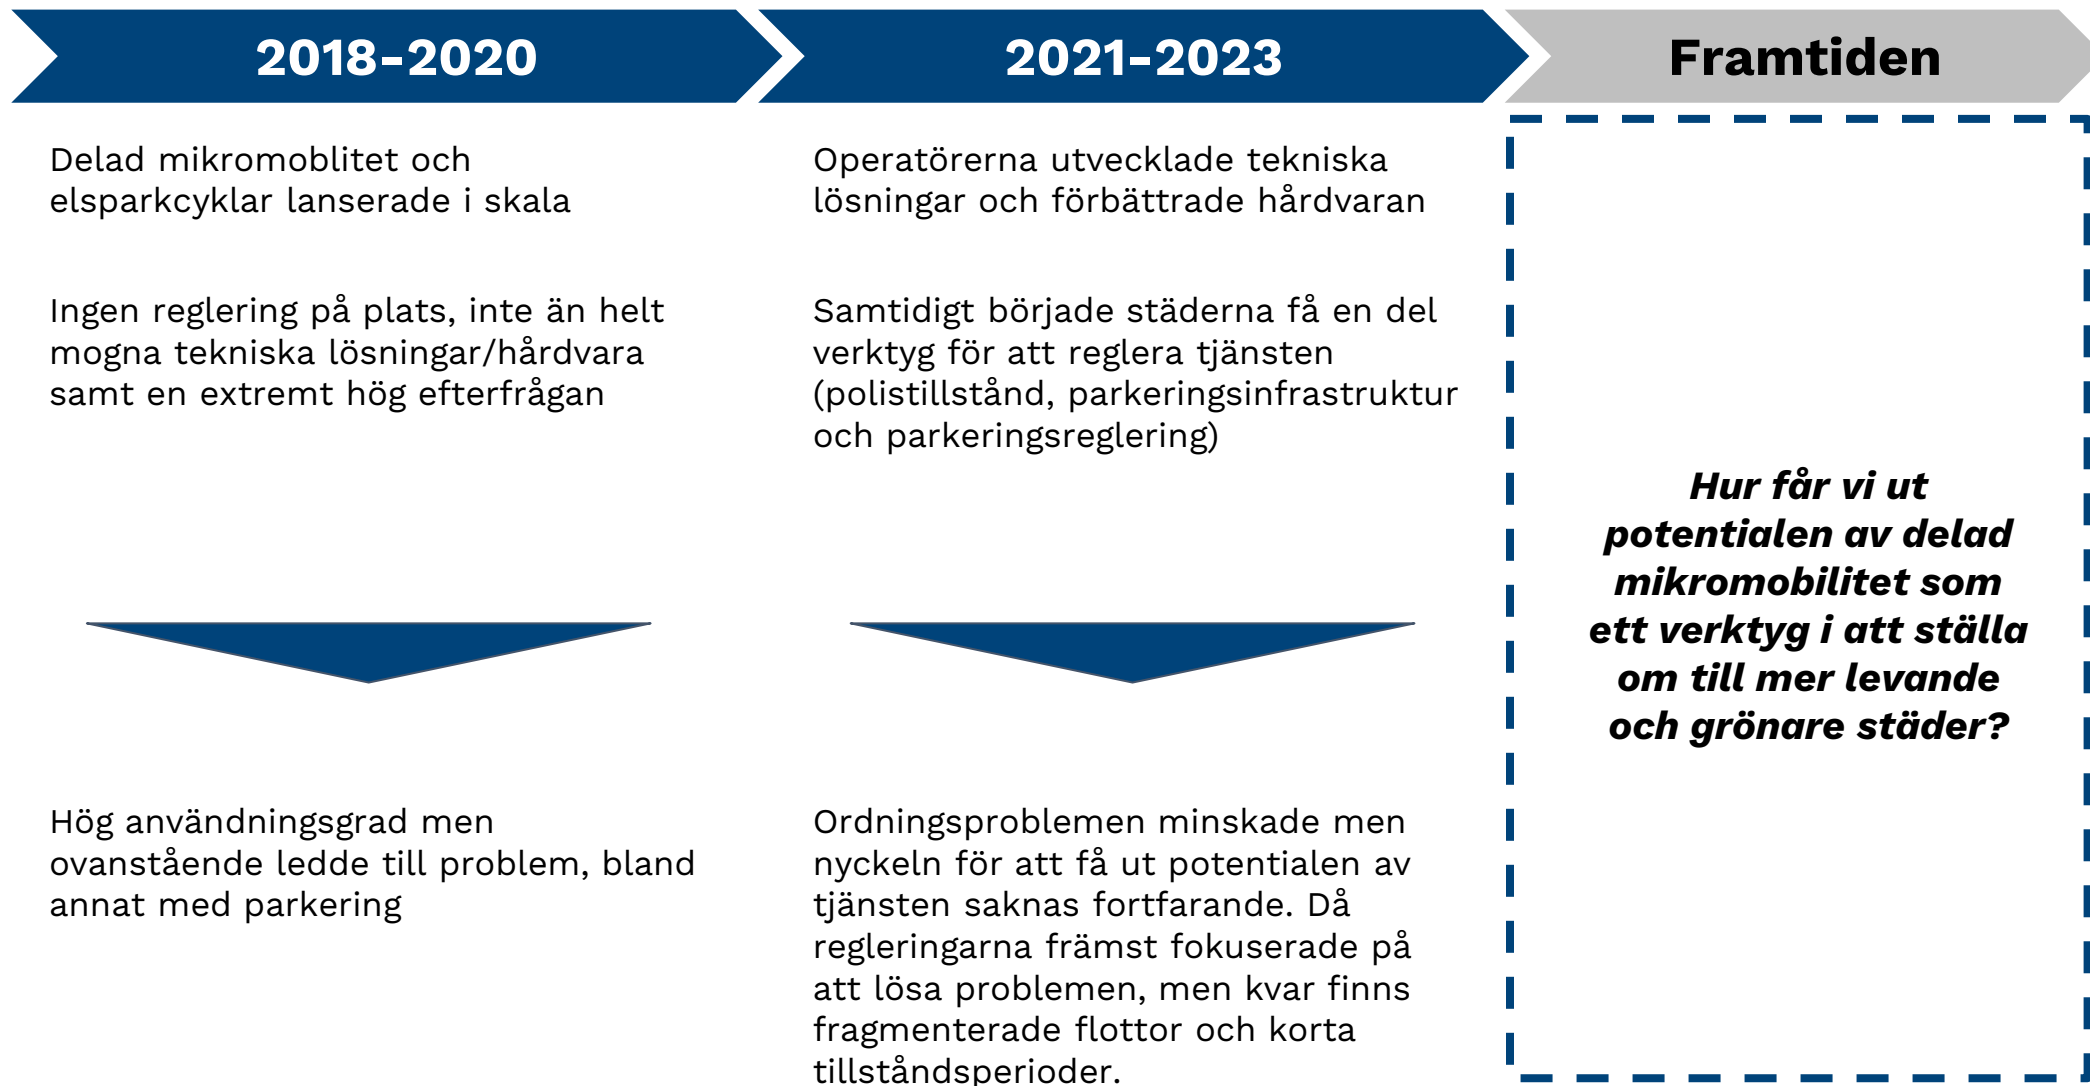 2018-2020
Delad mikromoblitet och
elsparkcyklar lanserade i skala
Ingen reglering på plats, inte än helt
mogna tekniska lösningar/hårdvara
samt en extremt hög efterfrågan
Hög användningsgrad men
ovanstående ledde till problem, bland
annat med parkering
2021-2023
Operatörerna utvecklade tekniska
lösningar och förbättrade hårdvaran
Samtidigt började städerna få en del
verktyg för att reglera tjänsten
(polistillstånd, parkeringsinfrastruktur
och parkeringsreglering)
Ordningsproblemen minskade men
nyckeln för att få ut potentialen av
tjänsten saknas fortfarande. Då
regleringarna främst fokuserade på
att lösa problemen, men kvar finns
fragmenterade flottor och korta
tillståndsperioder.
Framtiden
Hur får vi ut
potentialen av delad
mikromobilitet som
ett verktyg i att ställa
om till mer levande
och grönare städer?